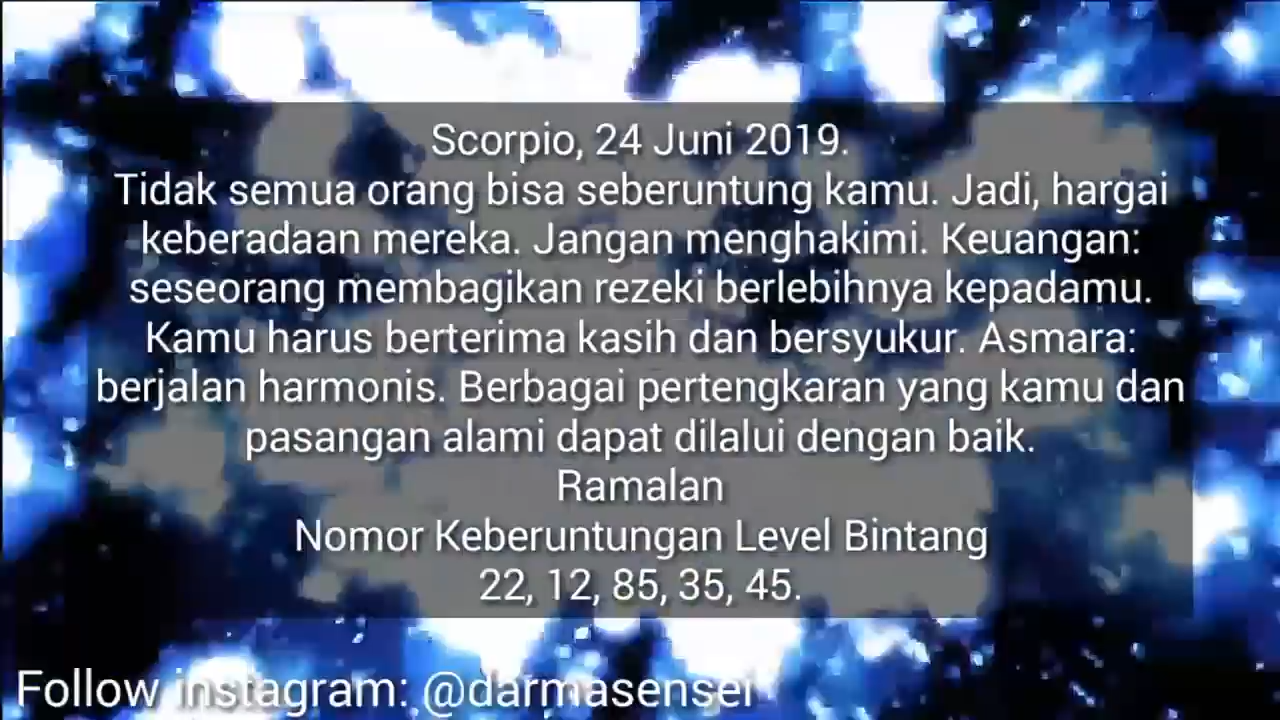 Scorpio, 24 Juni 2019.
Tidak semua orang bisa seberuntung kamu. Jadi, hargai
keberadaan mereka. Jangan menghakimi. Keuangan:
seseorang membagikan rezeki berlebihnya kepadamu.
Kamu harus berterima kasih dan bersyukur. Asmara:
berjalan harmonis. Berbagai pertengkaran yang kamu dan
pasangan alami dapat dilalui dengan baik.
Ramalan
Nomor Keberuntungan Level Bintang
22, 12, 85, 35, 45.
Follow instagram: @darmasensei